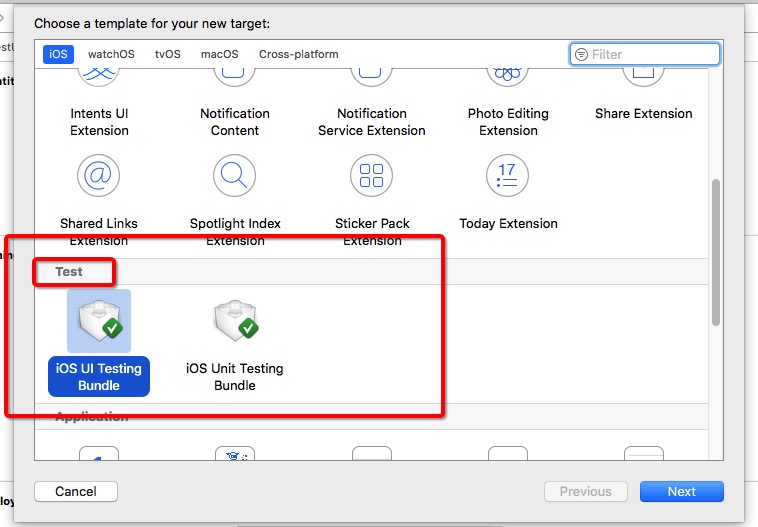 Choose a template for your new target:
iOS watchOS tvOS macOS Cross-platform
Filter
Intents UI
Extension
Notification
Content
Notification
Service Extension
Photo Editing
Extension
Share Extension
17
Shared Links
Extension
Spotlight Index
Extension
Sticker Pack
Extension
Today Extension
Test
iOS UI Testing
Bundle
iOS Unit Testing
Bundle
Application
Cancel
Previous
Next